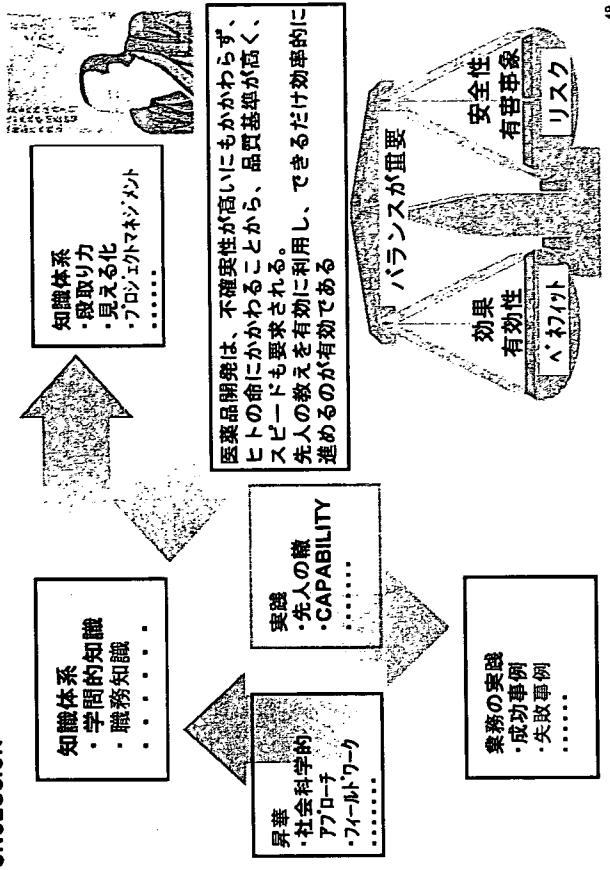 知識体系
・学問的知識
・職務知識
・・・・・・
知識体系
・段取り力
・見える化
・プロジェクトマネジメント
・・・・・・
昇華
・社会科学的
アプローチ
・フィールドワーク
・・・・・・
実践
・先人の轍
・CAPABILITY
・・・・・・
業務の実践
・成功事例
・失敗事例
・・・・・・
医薬品開発は、不確実性が高いにもかかわらず、
ヒトの命にかかわることから、品質基準が高く、
スピードも要求される。
先人の教えを有効に利用し、できるだけ効率的に
進めるのが有効である
バランスが重要
効果
有効性
ベネフィット
安全性
有害事象
リスク